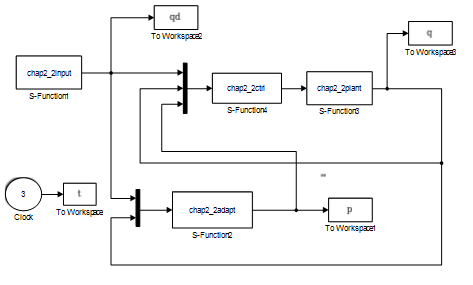 qd
To Workspace2
q
To Workspace3
chap2_2input
S-Function1
chap2_2ctrl
S-Function4
chap2_2plant
S-Function3
3
Clock
t
To Workspace
chap2_2adapt
S-Function2
p
To Workspace1